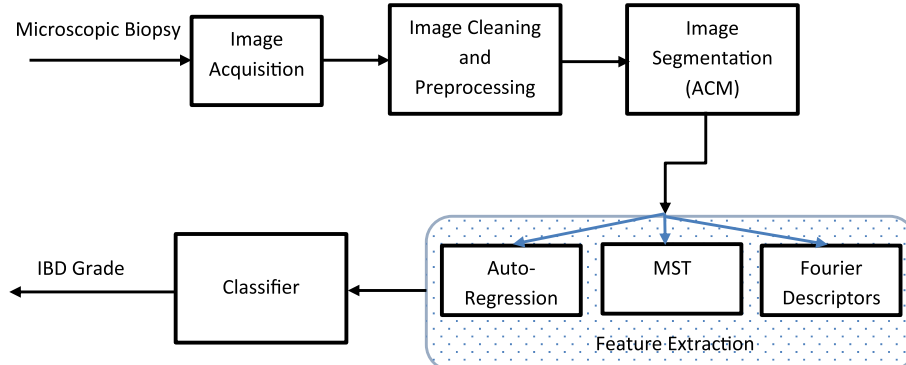 Microscopic Biopsy
Image
Acquisition
Image Cleaning
and
Preprocessing
Image
Segmentation
(ACM)
IBD Grade
Classifier
Auto-
Regression
MST
Fourier
Descriptors
Feature Extraction